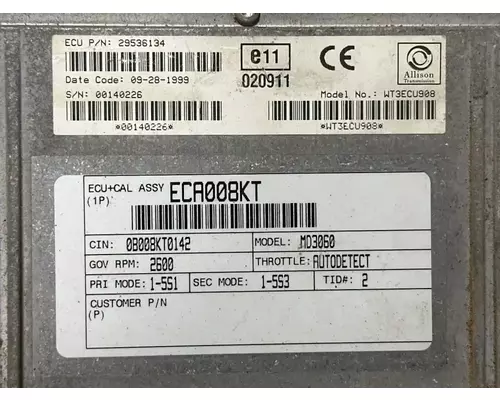 ECU P/N: 29536134
e11
CE
Date Code: 09-28-1999
020911
Allison
Transmission
S/N: 00140226
Model No.: WT3ECU908
*00140226*
*WT3ECU908*
ECU+CAL ASSY ECA008KT
(1P)
CIN: 0B008KT0142 MODEL: MD3060
GOV RPM: 2600 THROTTLE: AUTODETECT
PRI MODE: 1-5S1 SEC MODE: 1-5S3 TID#: 2
CUSTOMER P/N
(P)